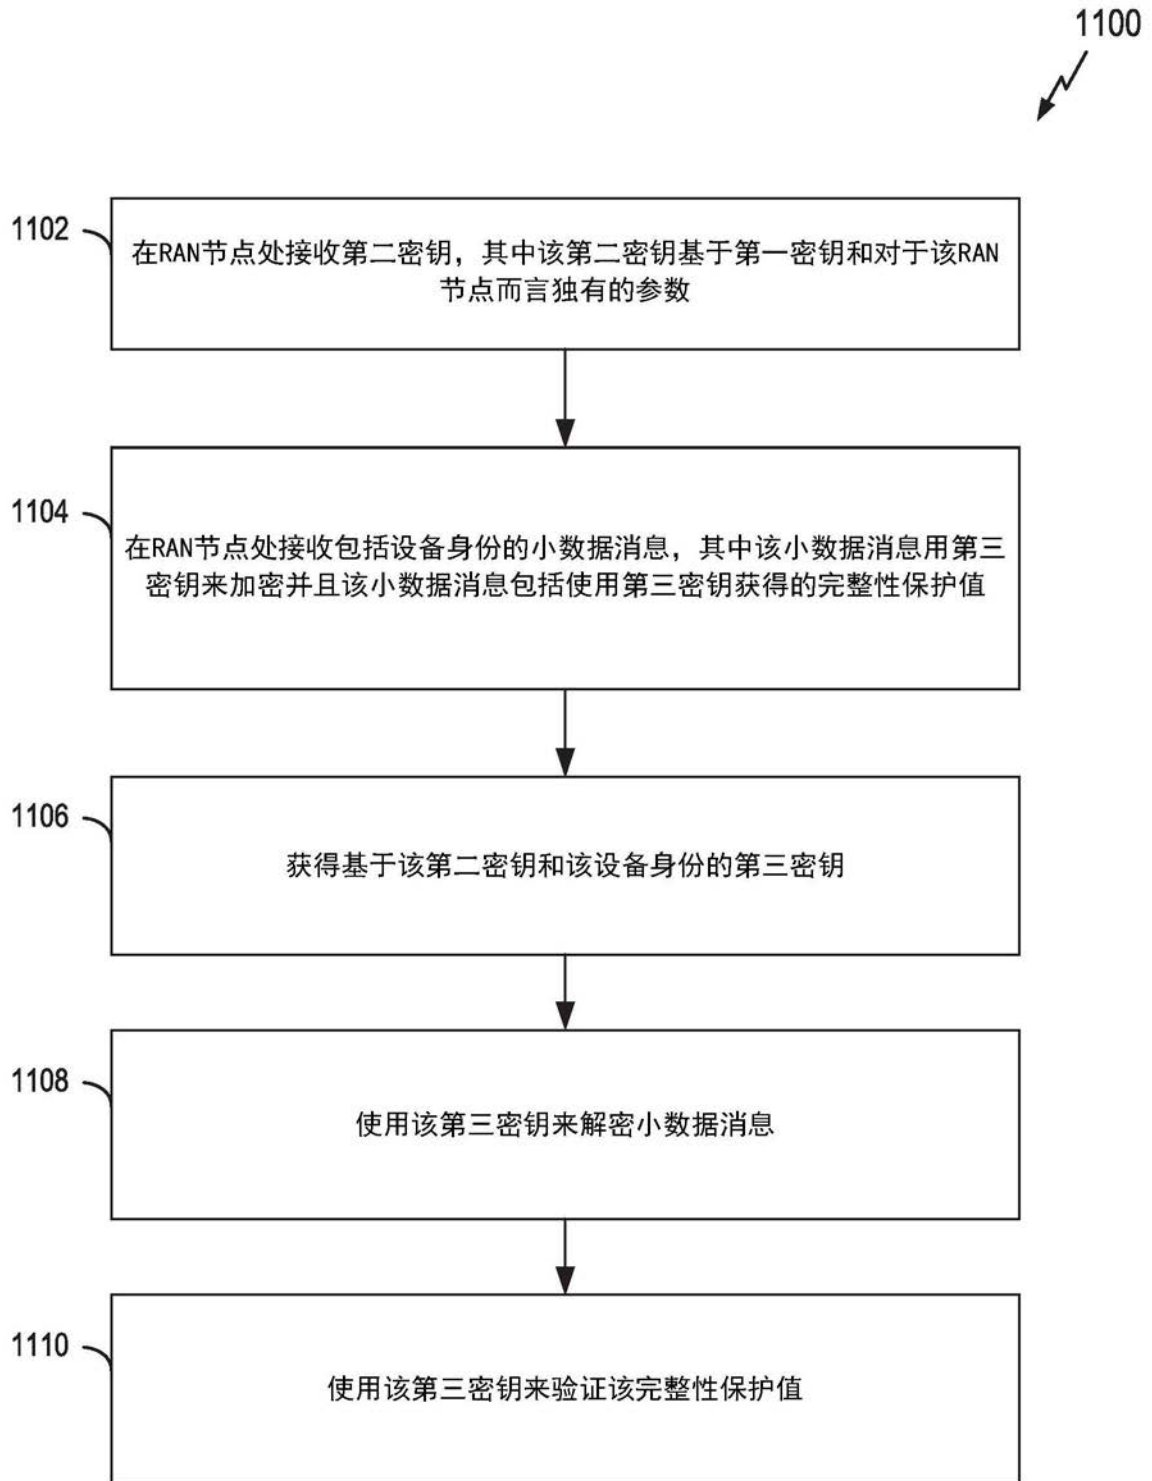 1100
1102
在RAN节点处接收第二密钥，其中该第二密钥基于第一密钥和对于该RAN
节点而言独有的参数
1104
在RAN节点处接收包括设备身份的小数据消息，其中该小数据消息用第三
密钥来加密并且该小数据消息包括使用第三密钥获得的完整性保护值
1106
获得基于该第二密钥和该设备身份的第三密钥
1108
使用该第三密钥来解密小数据消息
1110
使用该第三密钥来验证该完整性保护值